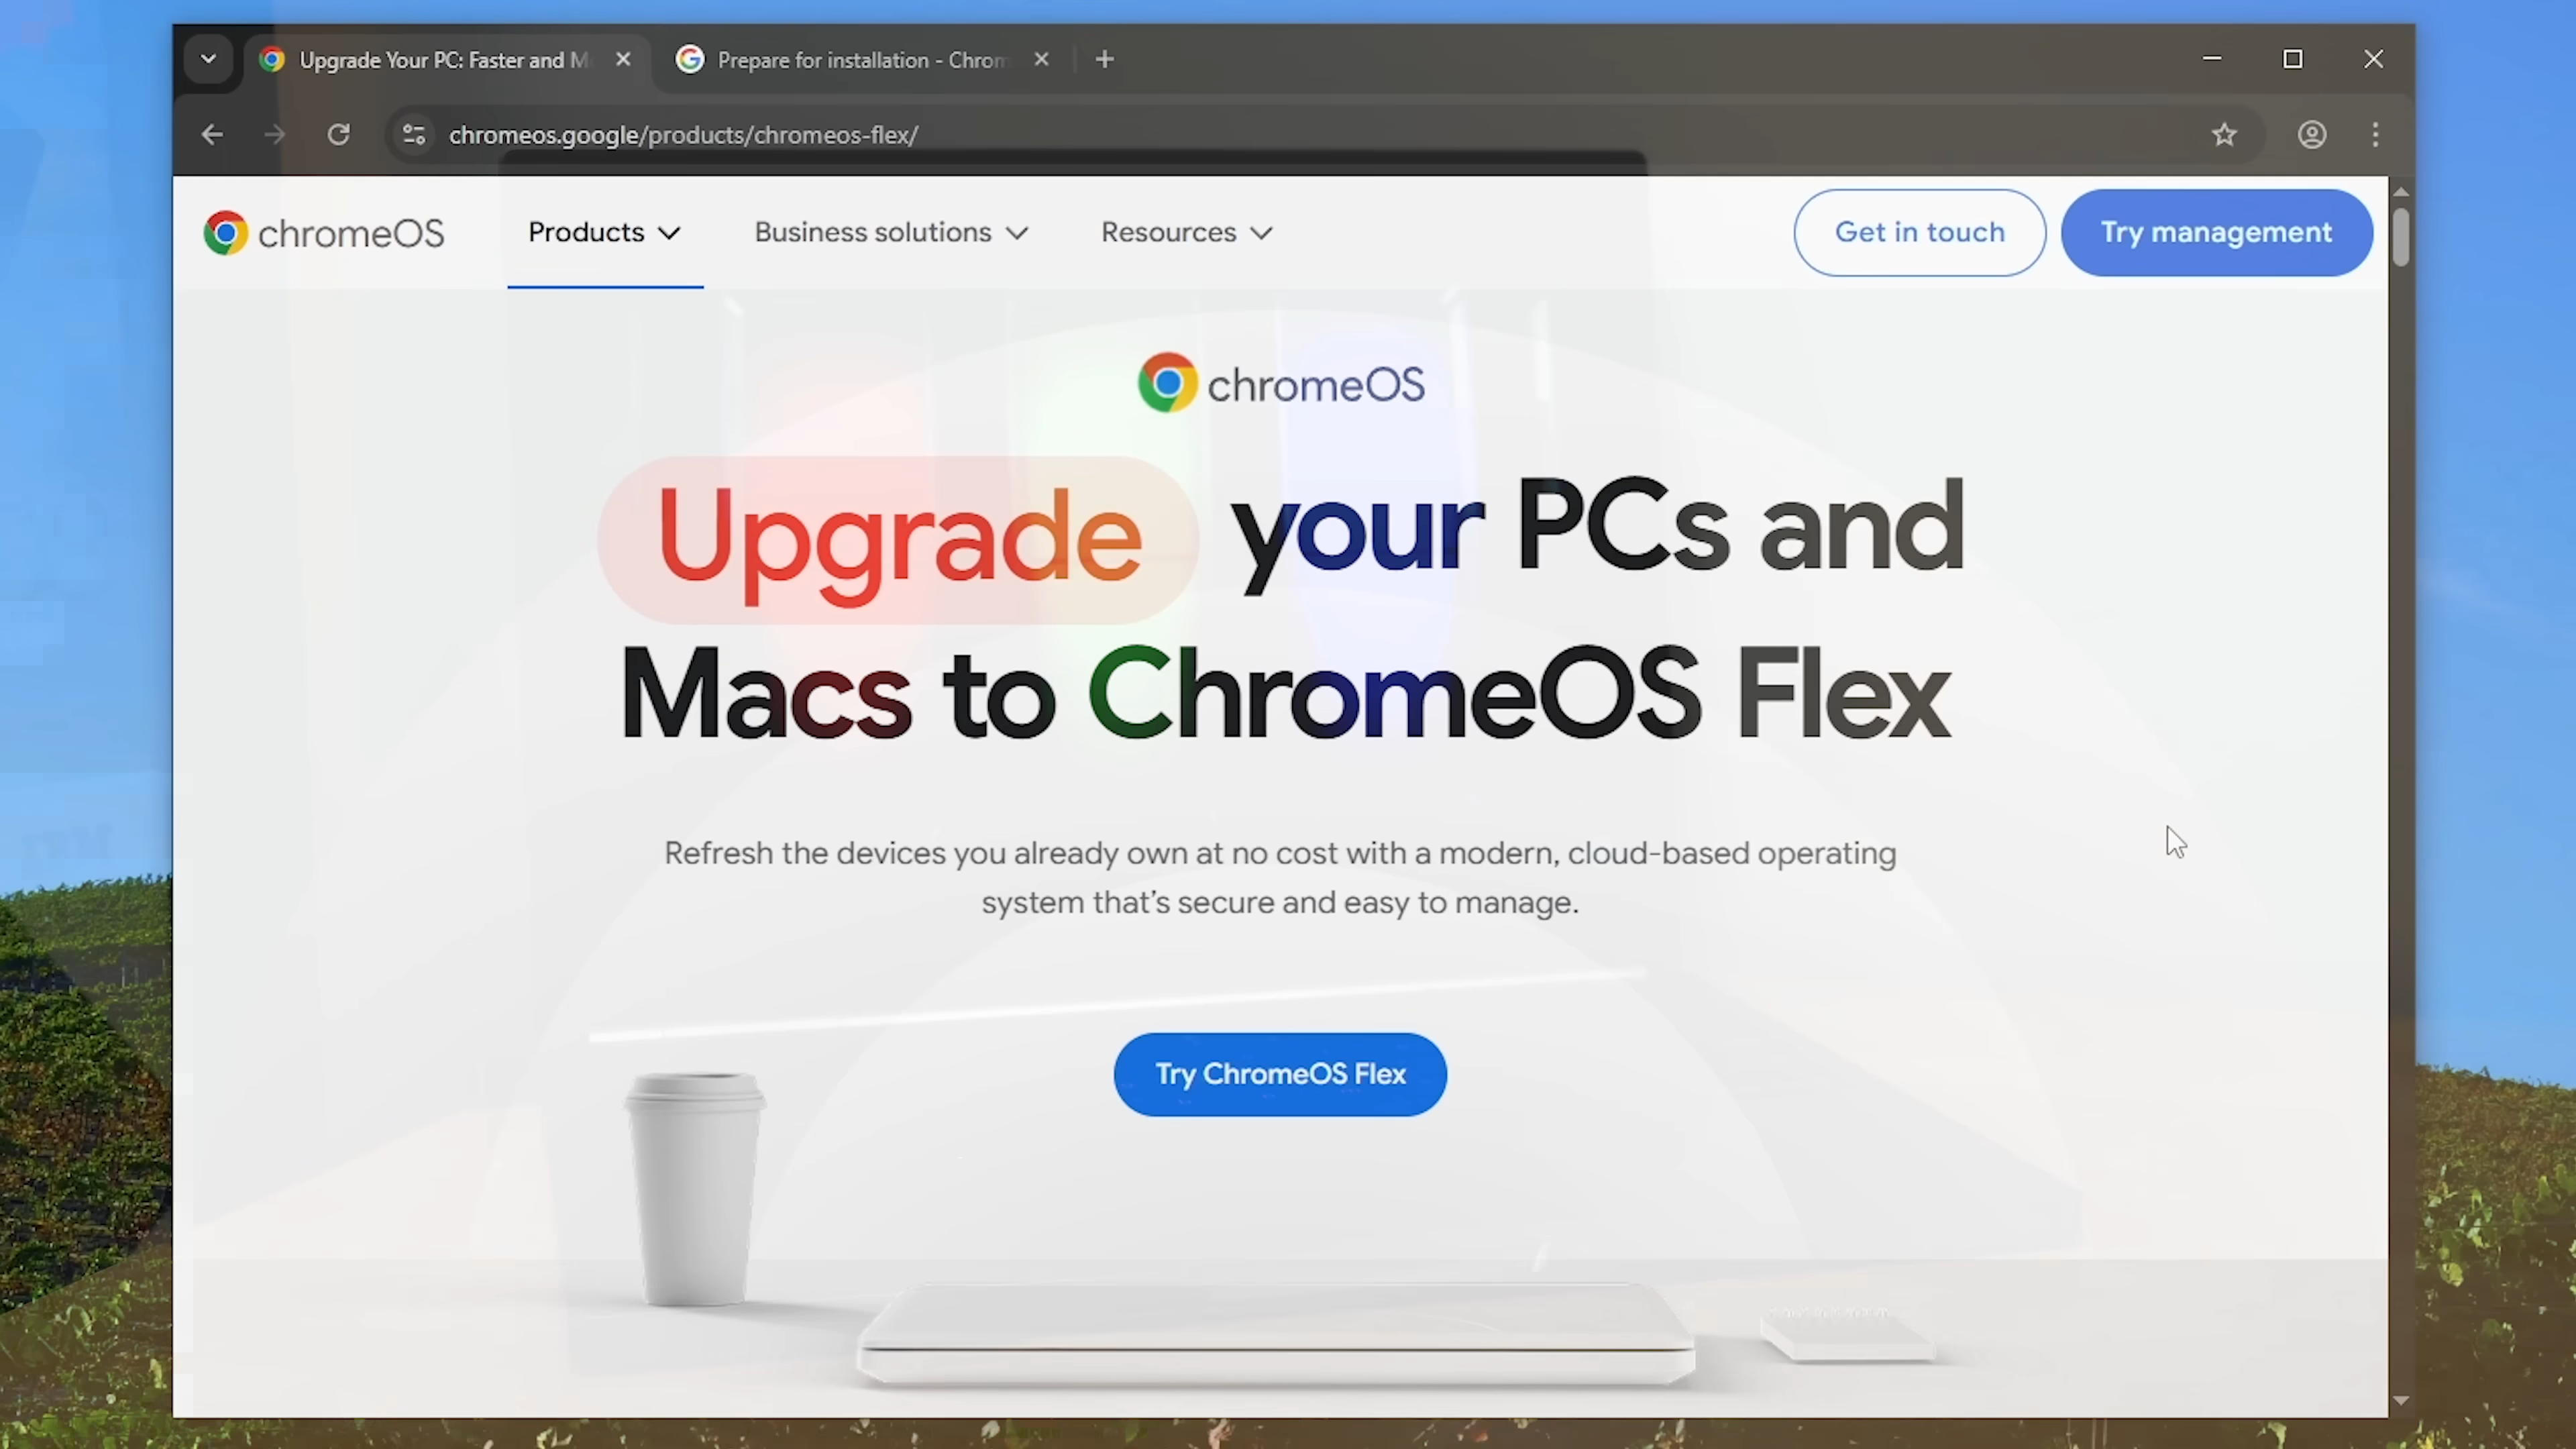 Upgrade Your PC: Faster and M
Prepare for installation - Chrom
chromeos.google/products/chromeos-flex/
chromeOS
Products
Business solutions
Resources
Get in touch
Try management
chromeOS
Upgrade your PCs and
Macs to ChromeOS Flex
Refresh the devices you already own at no cost with a modern, cloud-based operating
system that's secure and easy to manage.
Try ChromeOS Flex